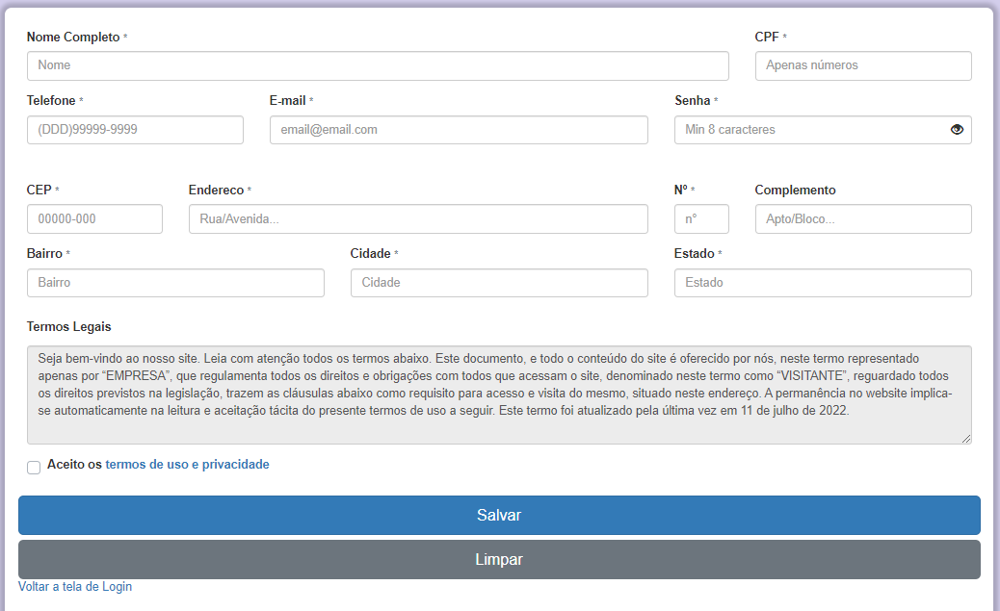 Nome Completo * CPF *
Nome Apenas números
Telefone * E-mail * Senha *
(DDD)99999-9999 email@email.com Min 8 caracteres
CEP * Endereco * Nº * Complemento
00000-000 Rua/Avenida... n° Apto/Bloco...
Bairro * Cidade * Estado *
Bairro Cidade Estado
Termos Legais
Seja bem-vindo ao nosso site. Leia com atenção todos os termos abaixo. Este documento, e todo o conteúdo do site é oferecido por nós, neste termo representado
apenas por “EMPRESA”, que regulamenta todos os direitos e obrigações com todos que acessam o site, denominado neste termo como “VISITANTE”, reguardado todos
os direitos previstos na legislação, trazem as cláusulas abaixo como requisito para acesso e visita do mesmo, situado neste endereço. A permanência no website implica-
se automaticamente na leitura e aceitação tácita do presente termos de uso a seguir. Este termo foi atualizado pela última vez em 11 de julho de 2022.
Aceito os termos de uso e privacidade
Salvar
Limpar
Voltar a tela de Login